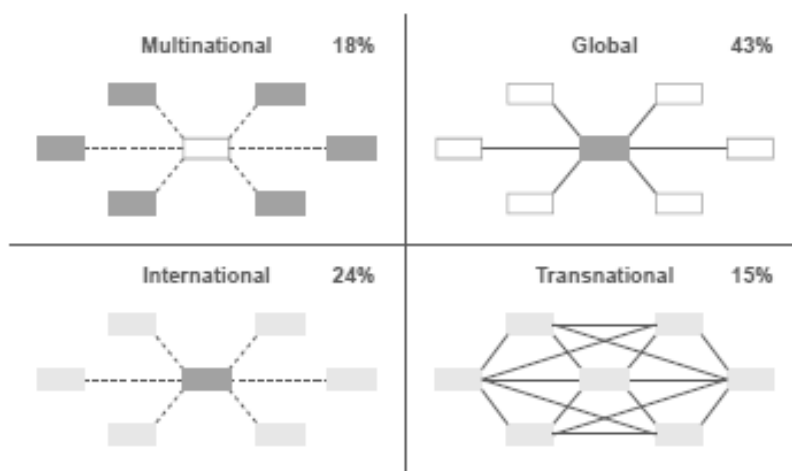 Multinational 18%
Global 43%
International 24%
Transnational 15%